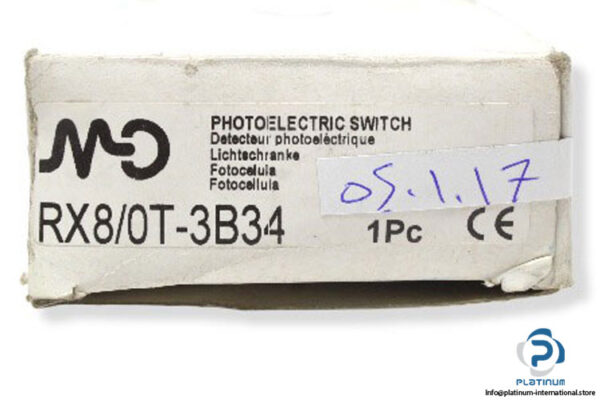 PHOTOELECTRIC SWITCH
Detecteur photoeléctrique
Lichtschranke
Fotocelula
Fotocellula
05.1.17
RX8/0T-3B34
1Pc CE
PLATINUM
Info@platinum-international.store